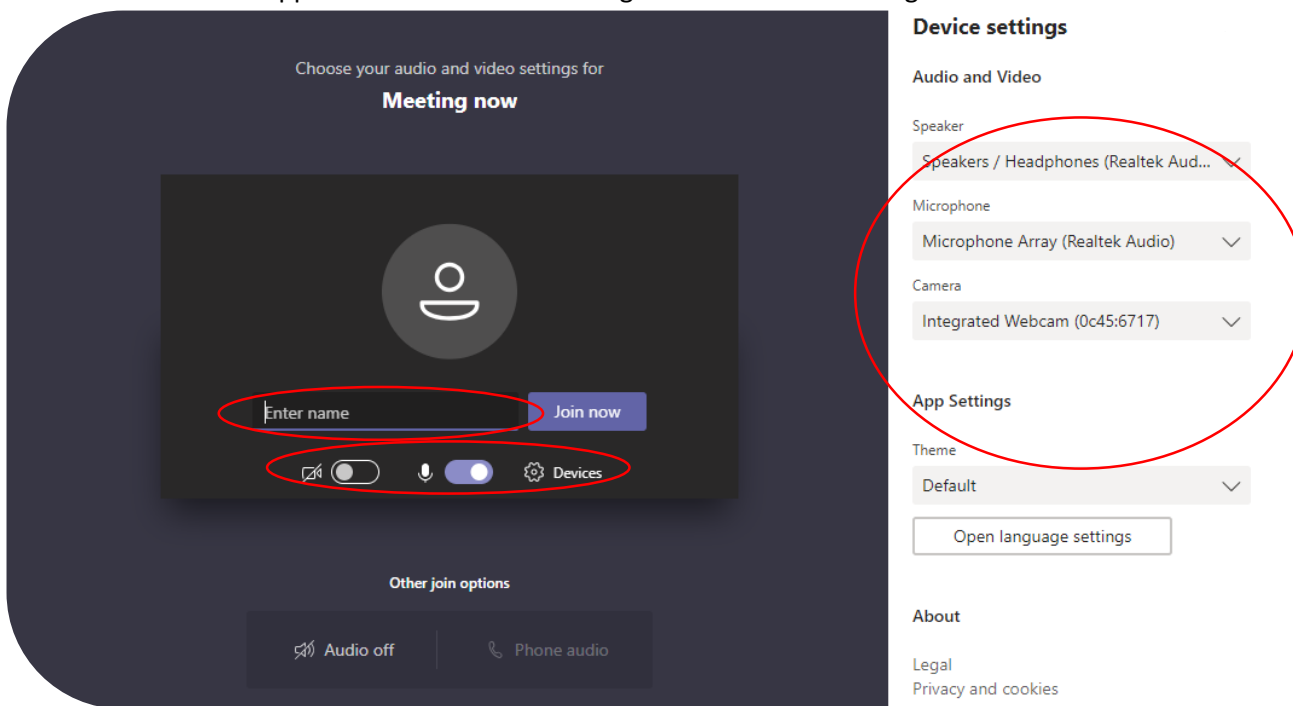 Choose your audio and video settings for
Meeting now
Enter name
Join now
Devices
Other join options
Audio off
Phone audio
Device settings
Audio and Video
Speaker
Speakers / Headphones (Realtek Aud...
Microphone
Microphone Array (Realtek Audio)
Camera
Integrated Webcam (0c45:6717)
App Settings
Theme
Default
Open language settings
About
Legal
Privacy and cookies